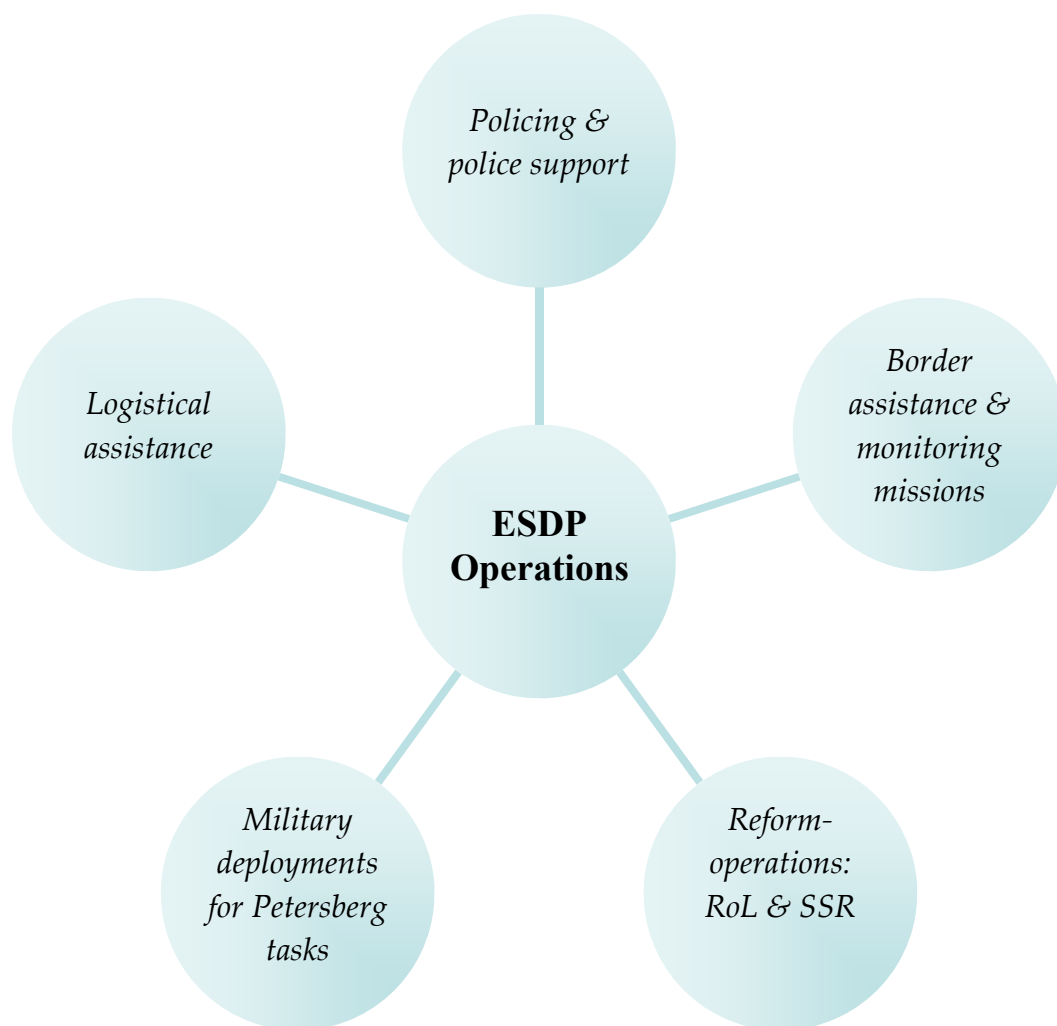 Policing &
police support
Logistical
assistance
Border
assistance &
monitoring
missions
ESDP
Operations
Military
deployments
for Petersberg
tasks
Reform-
operations:
RoL & SSR